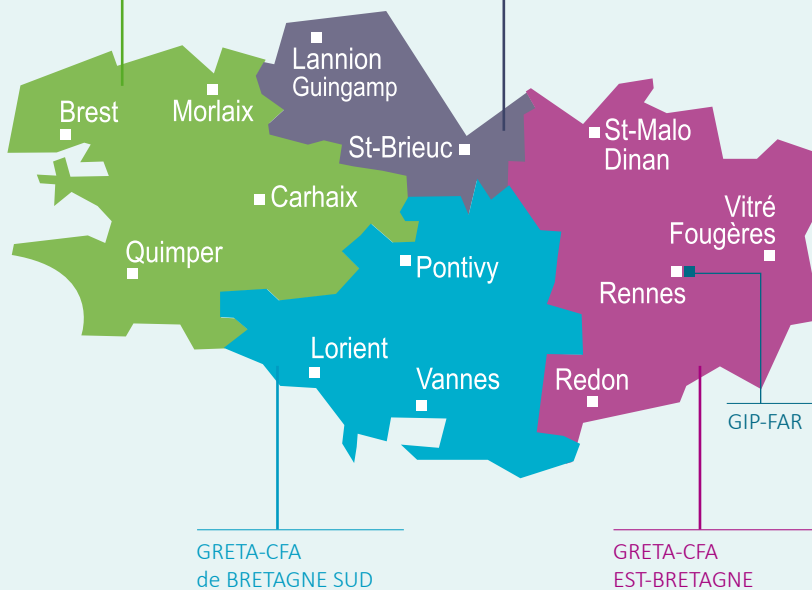 Lannion
Guingamp
Brest
Morlaix
St-Brieuc
St-Malo
Dinan
Carhaix
Vitré
Fougères
Quimper
Pontivy
Rennes
Lorient
Vannes
Redon
GIP-FAR
GRETA-CFA
de BRETAGNE SUD
GRETA-CFA
EST-BRETAGNE